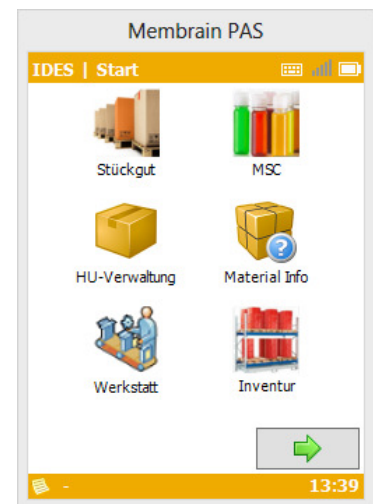 Membrain PAS
IDES | Start
Stückgut
MSC
HU-Verwaltung
Material Info
Werkstatt
Inventur
-
13:39